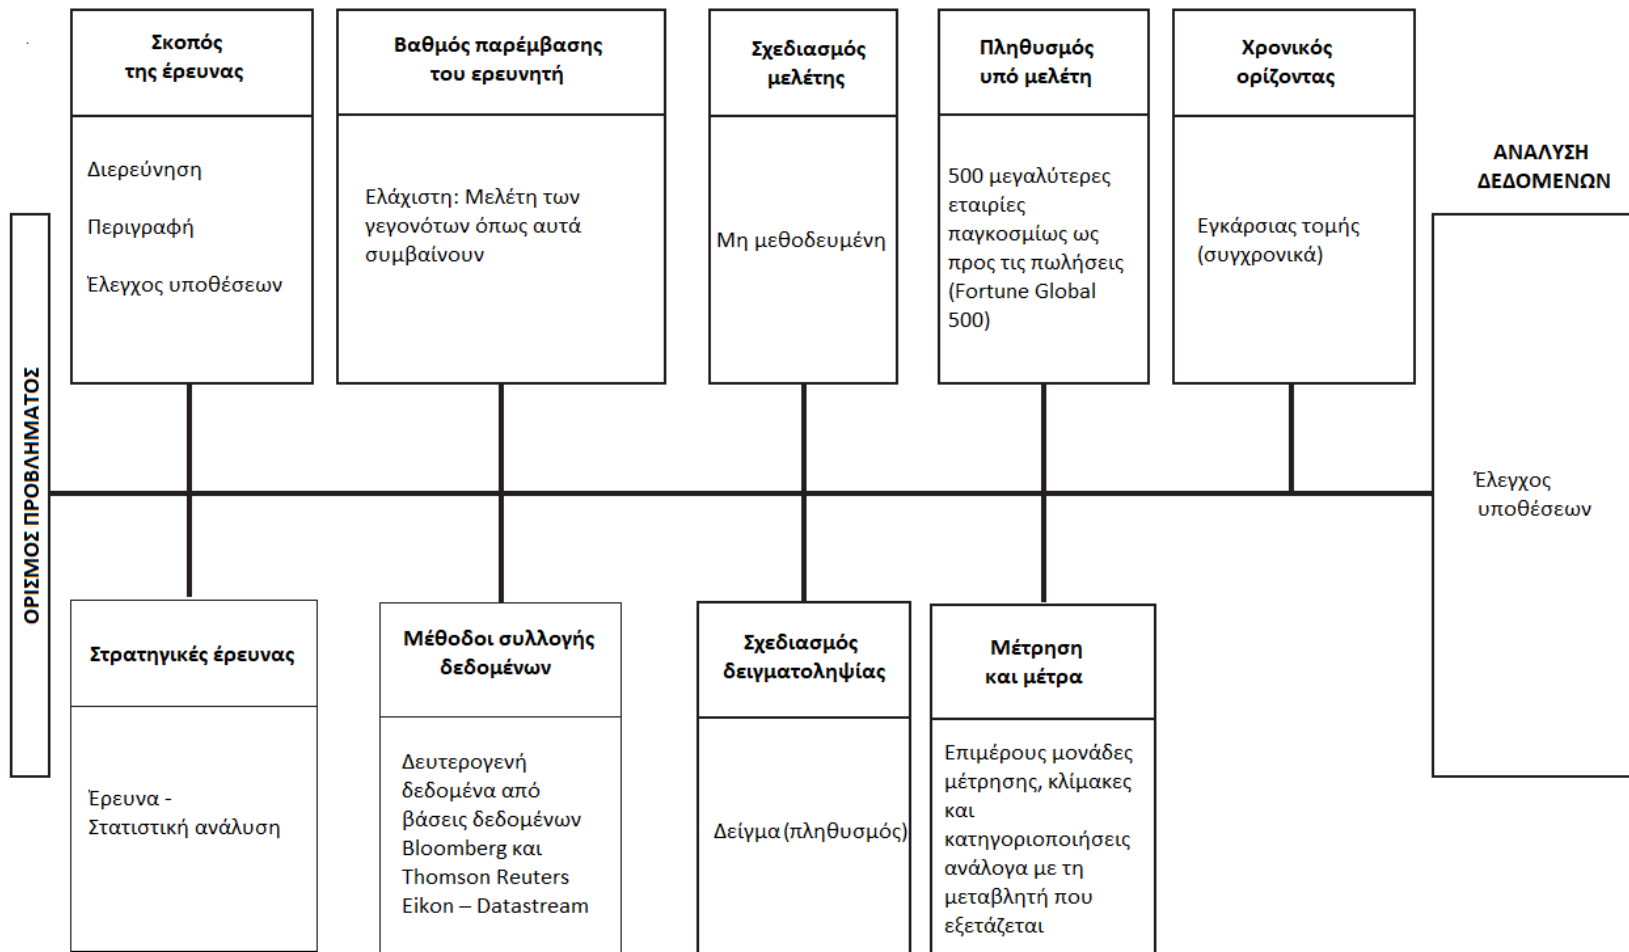 Σκοπός
της έρευνας
Διερεύνηση
Περιγραφή
Έλεγχος υποθέσεων
Βαθμός παρέμβασης
του ερευνητή
Ελάχιστη: Μελέτη των
γεγονότων όπως αυτά
συμβαίνουν
Σχεδιασμός
μελέτης
Μη μεθοδευμένη
Πληθυσμός
υπό μελέτη
500 μεγαλύτερες
εταιρίες
παγκοσμίως ως
προς τις πωλήσεις
(Fortune Global
500)
Χρονικός
ορίζοντας
Εγκάρσιας τομής
(συγχρονικά)
ΑΝΑΛΥΣΗ
ΔΕΔΟΜΕΝΩΝ
Έλεγχος
υποθέσεων
ΟΡΙΣΜΟΣ ΠΡΟΒΛΗΜΑΤΟΣ
Στρατηγικές έρευνας
Έρευνα -
Στατιστική ανάλυση
Μέθοδοι συλλογής
δεδομένων
Δευτερογενή
δεδομένα από
βάσεις δεδομένων
Bloomberg και
Thomson Reuters
Eikon – Datastream
Σχεδιασμός
δειγματοληψίας
Δείγμα (πληθυσμός)
Μέτρηση
και μέτρα
Επιμέρους μονάδες
μέτρησης, κλίμακες
και
κατηγοριοποιήσεις
ανάλογα με τη
μεταβλητή που
εξετάζεται